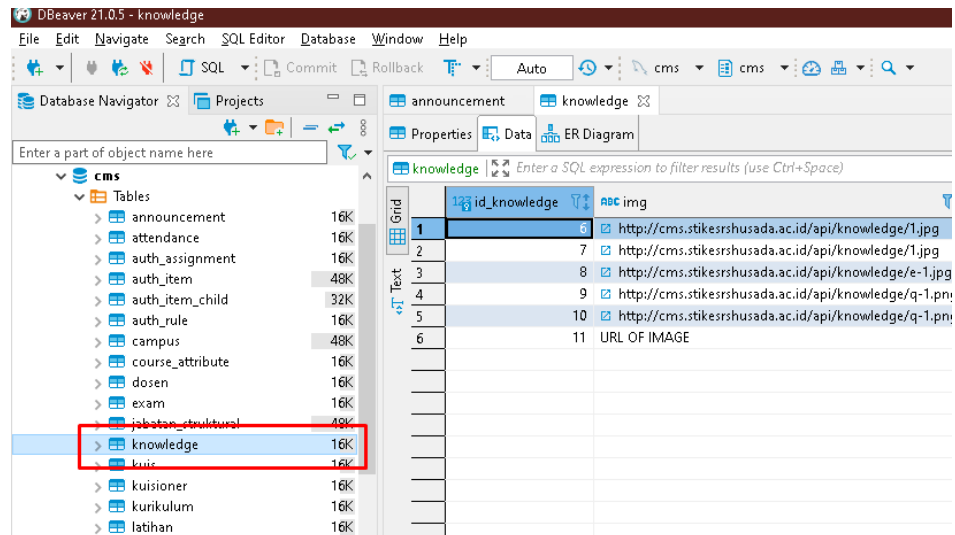 DBeaver 21.0.5 - knowledge
File Edit Navigate Search SQL Editor Database Window Help
SQL Commit Rollback Auto cms cms
Database Navigator Projects
announcement knowledge
Properties Data ER Diagram
Enter a part of object name here
knowledge Enter a SQL expression to filter results (use Ctrl+Space)
cms
Tables
announcement 16K
attendance 16K
auth_assignment 16K
auth_item 48K
auth_item_child 32K
auth_rule 16K
campus 48K
course_attribute 16K
dosen 16K
exam 16K
jabatan_struktural 48K
knowledge 16K
kuis 16K
kuisioner 16K
kurikulum 16K
latihan 16K
Grid
Text
123 id_knowledge ABC img
1 6 http://cms.stikesrshusada.ac.id/api/knowledge/1.jpg
2 7 http://cms.stikesrshusada.ac.id/api/knowledge/1.jpg
3 8 http://cms.stikesrshusada.ac.id/api/knowledge/e-1.jpg
4 9 http://cms.stikesrshusada.ac.id/api/knowledge/q-1.png
5 10 http://cms.stikesrshusada.ac.id/api/knowledge/q-1.png
6 11 URL OF IMAGE